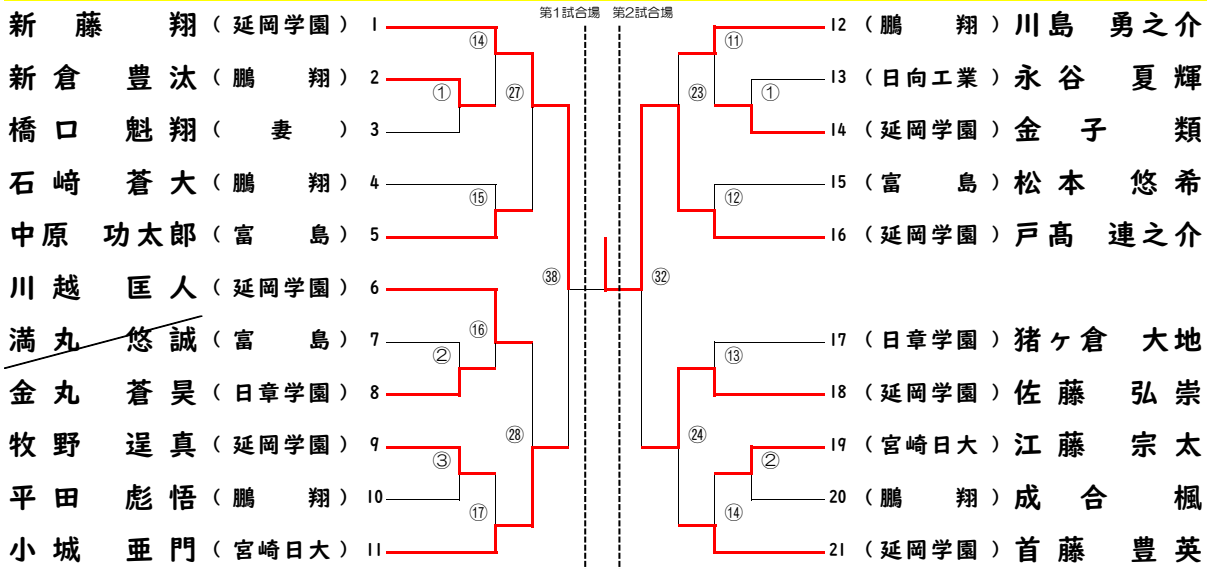 第1試合場 第2試合場
新 藤 翔 ( 延岡学園 ) 1
新倉 豊汰 ( 鵬 翔 ) 2
橋口 魁翔 ( 妻 ) 3
石﨑 蒼大 ( 鵬 翔 ) 4
中原 功太郎 ( 富 島 ) 5
川越 匡人 ( 延岡学園 ) 6
満丸 悠誠 ( 富 島 ) 7
金丸 蒼昊 ( 日章学園 ) 8
牧野 逞真 ( 延岡学園 ) 9
平田 彪悟 ( 鵬 翔 ) 10
小城 亜門 ( 宮崎日大 ) 11
⑭
①
㉗
⑮
㊳
⑯
②
㉘
③
⑰
⑪
①
㉓
⑫
㉜
⑬
㉔
②
⑭
12 ( 鵬 翔 ) 川島 勇之介
13 ( 日向工業 ) 永谷 夏輝
14 ( 延岡学園 ) 金子 類
15 ( 富 島 ) 松本 悠希
16 ( 延岡学園 ) 戸髙 連之介
17 ( 日章学園 ) 猪ヶ倉 大地
18 ( 延岡学園 ) 佐藤 弘崇
19 ( 宮崎日大 ) 江藤 宗太
20 ( 鵬 翔 ) 成合 楓
21 ( 延岡学園 ) 首藤 豊英